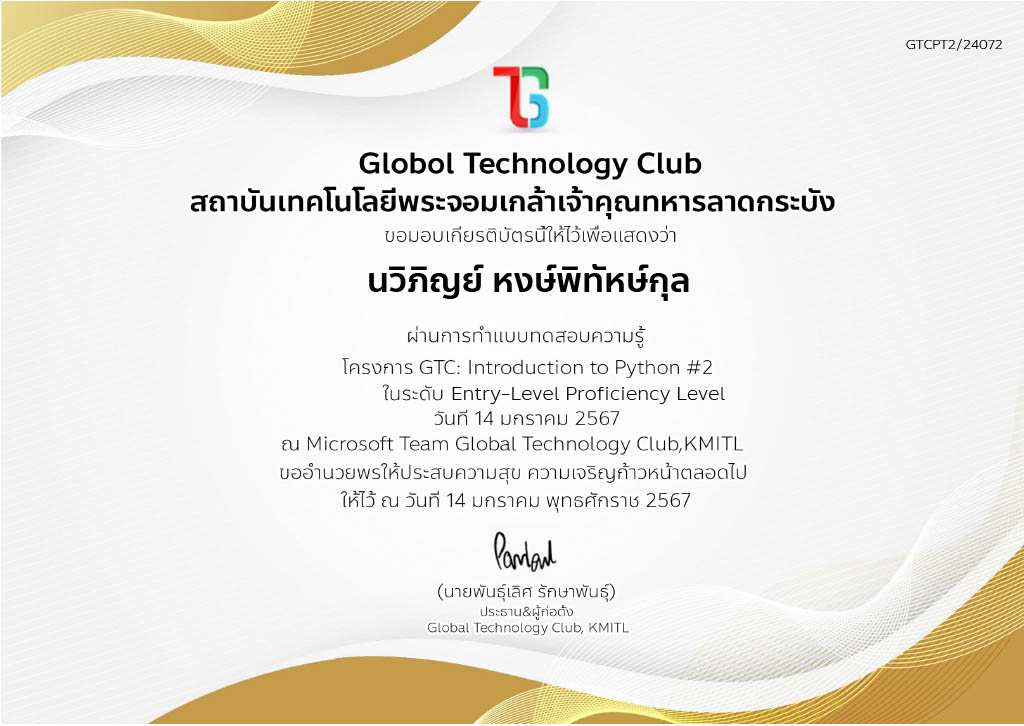 GTCPT2/24072
TG
Globol Technology Club
สถาบันเทคโนโลยีพระจอมเกล้าเจ้าคุณทหารลาดกระบัง
ขอมอบเกียรติบัตรนี้ให้ไว้เพื่อแสดงว่า
นวิภิญย์ หงษ์พิทัหษ์กุล
ผ่านการทำแบบทดสอบความรู้
โครงการ GTC: Introduction to Python #2
ในระดับ Entry-Level Proficiency Level
วันที่ 14 มกราคม 2567
ณ Microsoft Team Global Technology Club,KMITL
ขออำนวยพรให้ประสบความสุข ความเจริญก้าวหน้าตลอดไป
ให้ไว้ ณ วันที่ 14 มกราคม พุทธศักราช 2567
(นายพันธุ์เลิศ รักษาพันธุ์)
ประธาน&ผู้ก่อตั้ง
Global Technology Club, KMITL